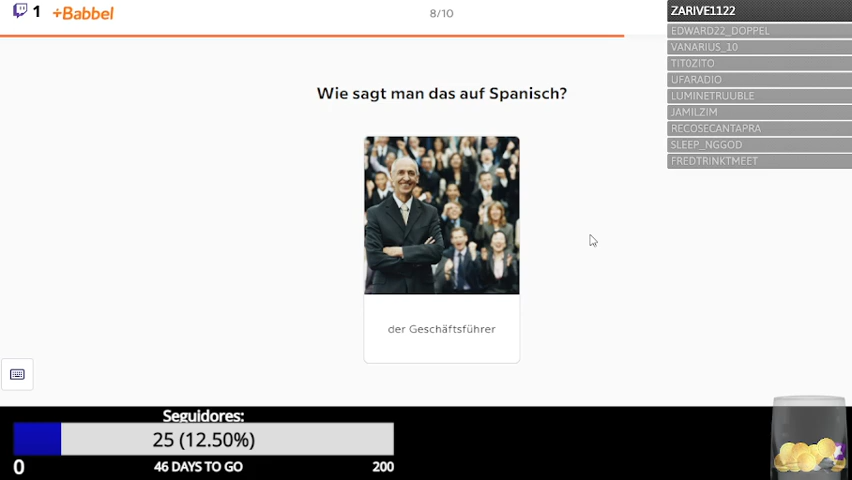 1
+Babbel
8/10
ZARIVE1122
EDWARD22_DOPPEL
VANARIUS_10
TIT0ZITO
UFARADIO
LUMINETRUUBLE
JAMILZIM
RECOSECANTAPRA
SLEEP_NGGOD
FREDTRINKTMEET
Wie sagt man das auf Spanisch?
der Geschäftsführer
Seguidores:
25 (12.50%)
0
46 DAYS TO GO
200